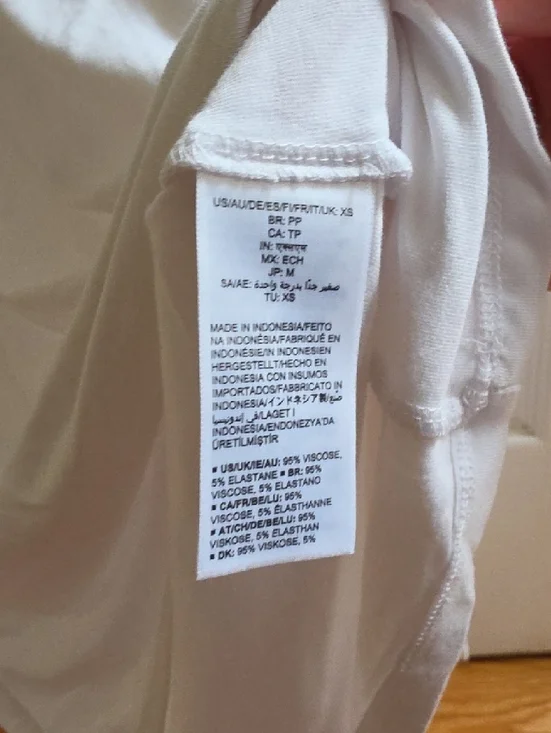 US/AU/DE/ES/FI/FR/IT/UK: XS
BR: PP
CA: TP
IN: एक्सएस
MX: ECH
JP: M
SA/AE: صغير جدًا بدرجة واحدة
TU: XS
MADE IN INDONESIA/FEITO
NA INDONÉSIA/FABRIQUÉ EN
INDONÉSIE/IN INDONESIEN
HERGESTELLT/HECHO EN
INDONESIA CON INSUMOS
IMPORTADOS/FABBRICATO IN
INDONESIA/インドネシア製/صُنع
في إندونيسيا/LAGET I
INDONESIA/ENDONEZYA'DA
ÜRETİLMİŞTİR
▪ US/UK/IE/AU: 95% VISCOSE,
5% ELASTANE ▪ BR: 95%
VISCOSE, 5% ELASTANO
▪ CA/FR/BE/LU: 95%
VISCOSE, 5% ÉLASTHANNE
▪ AT/CH/DE/BE/LU: 95%
VISKOSE, 5% ELASTHAN
▪ DK: 95% VISKOSE, 5%